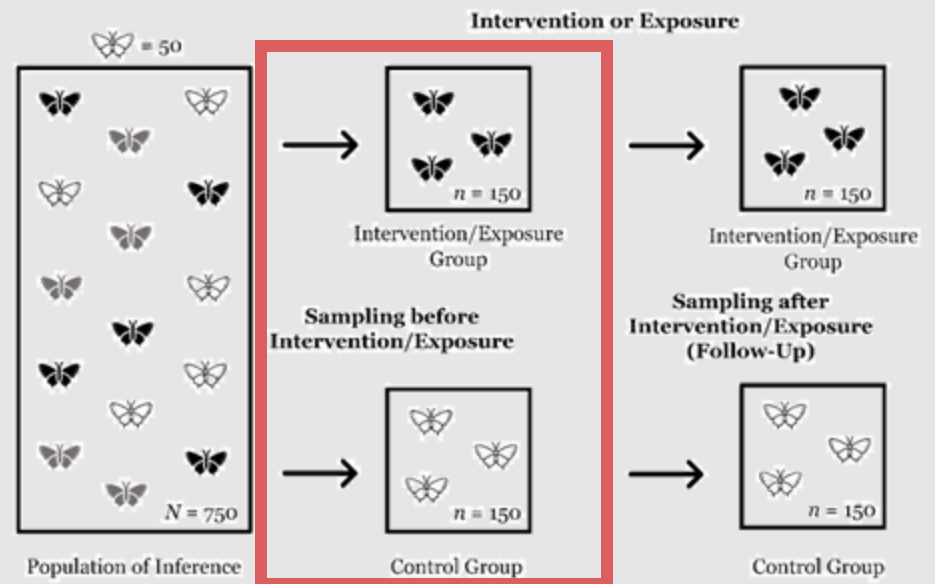 Intervention or Exposure
= 50
n = 150
n = 150
Intervention/Exposure
Group
Intervention/Exposure
Group
Sampling before
Intervention/Exposure
Sampling after
Intervention/Exposure
(Follow-Up)
N = 750
n = 150
n = 150
Population of Inference
Control Group
Control Group